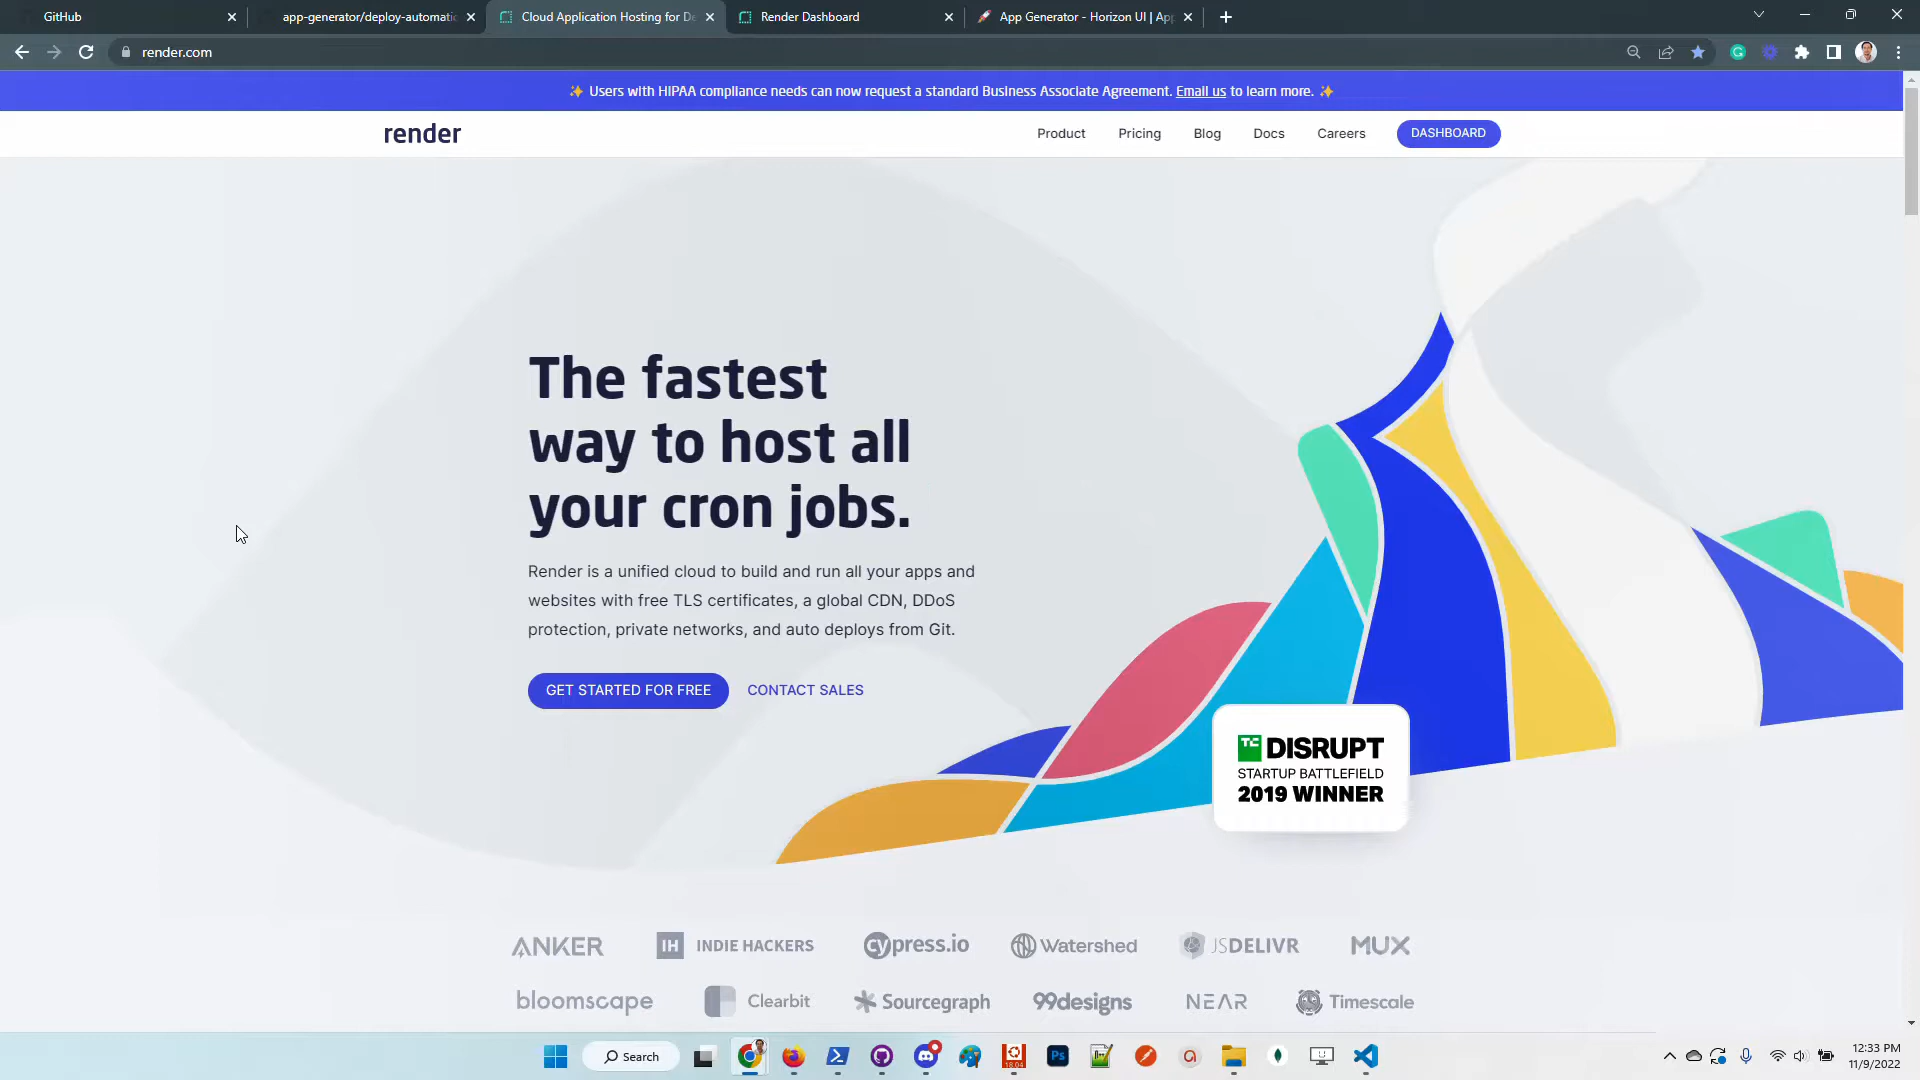 GitHub
app-generator/deploy-automatic
Cloud Application Hosting for De
Render Dashboard
App Generator - Horizon UI | App
render.com
✨ Users with HIPAA compliance needs can now request a standard Business Associate Agreement. Email us to learn more. ✨
render
Product
Pricing
Blog
Docs
Careers
DASHBOARD
The fastest
way to host all
your cron jobs.
Render is a unified cloud to build and run all your apps and
websites with free TLS certificates, a global CDN, DDoS
protection, private networks, and auto deploys from Git.
GET STARTED FOR FREE
CONTACT SALES
TC DISRUPT
STARTUP BATTLEFIELD
2019 WINNER
ANKER
IH INDIE HACKERS
cypress.io
Watershed
JSDELIVR
MUX
bloomscape
Clearbit
Sourcegraph
99designs
NEAR
Timescale
Search
Ps
18.04
12:33 PM
11/9/2022